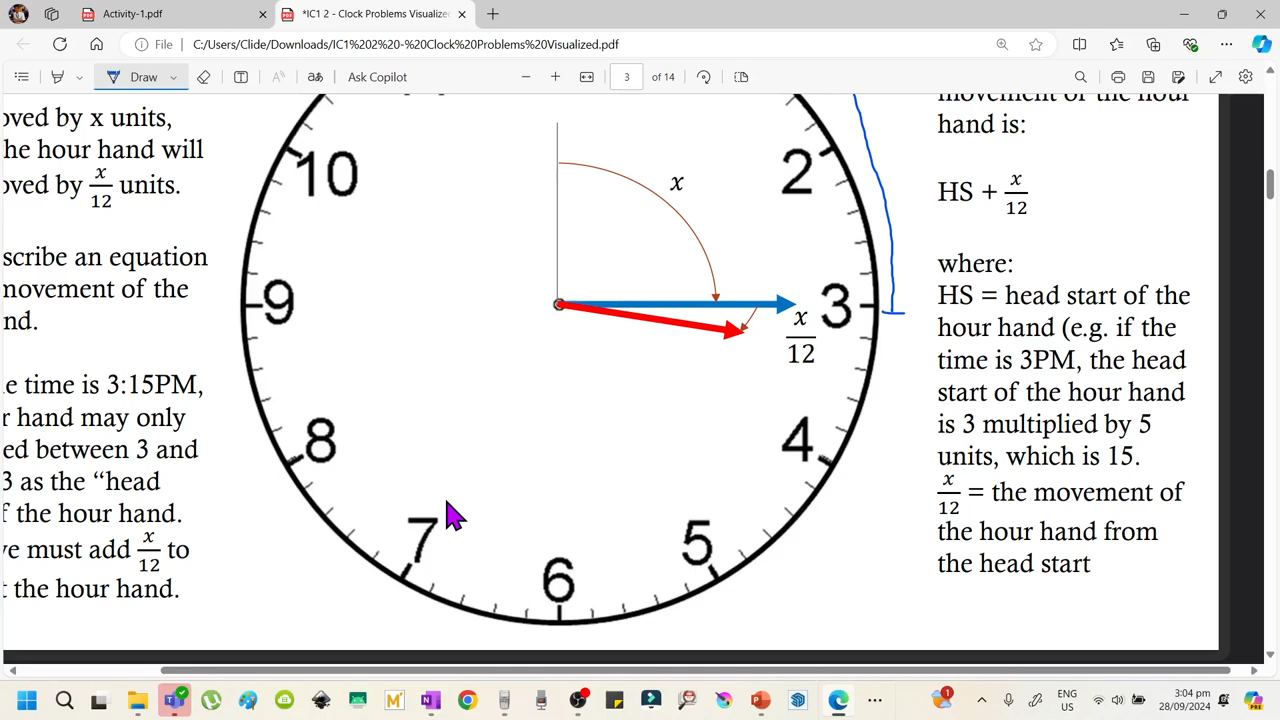 Activity-1.pdf
*IC1 2 - Clock Problems Visualized
File
C:/Users/Clide/Downloads/IC1%202%20-%20Clock%20Problems%20Visualized.pdf
Draw
Ask Copilot
3 of 14
oved by x units,
he hour hand will
oved by x/12 units.
scribe an equation
movement of the
nd.
e time is 3:15PM,
r hand may only
ed between 3 and
3 as the “head
f the hour hand.
ve must add x/12 to
t the hour hand.
10
2
9
3
8
4
7
5
6
x
x/12
movement of the hour
hand is:
HS + x/12
where:
HS = head start of the
hour hand (e.g. if the
time is 3PM, the head
start of the hour hand
is 3 multiplied by 5
units, which is 15.
x/12 = the movement of
the hour hand from
the head start
ENG
US
3:04 pm
28/09/2024